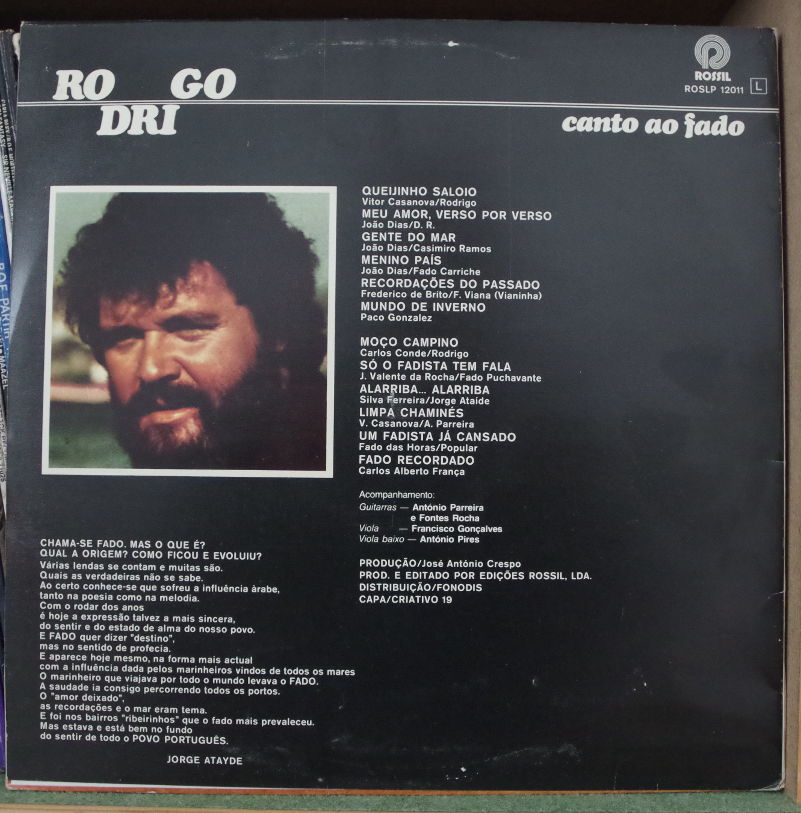 RO GO
DRI
ROSSIL
ROSLP 12011 L
canto ao fado
QUEIJINHO SALOIO
Vitor Casanova/Rodrigo
MEU AMOR, VERSO POR VERSO
João Dias/D. R.
GENTE DO MAR
João Dias/Casimiro Ramos
MENINO PAÍS
João Dias/Fado Carriche
RECORDAÇÕES DO PASSADO
Frederico de Brito/F. Viana (Vianinha)
MUNDO DE INVERNO
Paco Gonzalez
MOÇO CAMPINO
Carlos Conde/Rodrigo
SÓ O FADISTA TEM FALA
J. Valente da Rocha/Fado Puchavante
ALARRIBA... ALARRIBA
Silva Ferreira/Jorge Ataíde
LIMPA CHAMINÉS
V. Casanova/A. Parreira
UM FADISTA JÁ CANSADO
Fado das Horas/Popular
FADO RECORDADO
Carlos Alberto França
Acompanhamento:
Guitarras — António Parreira
e Fontes Rocha
Viola — Francisco Gonçalves
Viola baixo — António Pires
PRODUÇÃO/José António Crespo
PROD. E EDITADO POR EDIÇÕES ROSSIL, LDA.
DISTRIBUIÇÃO/FONODIS
CAPA/CRIATIVO 19
CHAMA-SE FADO. MAS O QUE É?
QUAL A ORIGEM? COMO FICOU E EVOLUIU?
Várias lendas se contam e muitas são.
Quais as verdadeiras não se sabe.
Ao certo conhece-se que sofreu a influência àrabe,
tanto na poesia como na melodia.
Com o rodar dos anos
é hoje a expressão talvez a mais sincera,
do sentir e do estado de alma do nosso povo.
E FADO quer dizer "destino",
mas no sentido de profecia.
E aparece hoje mesmo, na forma mais actual
com a influência dada pelos marinheiros vindos de todos os mares
O marinheiro que viajava por todo o mundo levava o FADO.
A saudade ia consigo percorrendo todos os portos.
O "amor deixado",
as recordações e o mar eram tema.
E foi nos bairros "ribeirinhos" que o fado mais prevaleceu.
Mas estava e está bem no fundo
do sentir de todo o POVO PORTUGUÊS.
JORGE ATAYDE